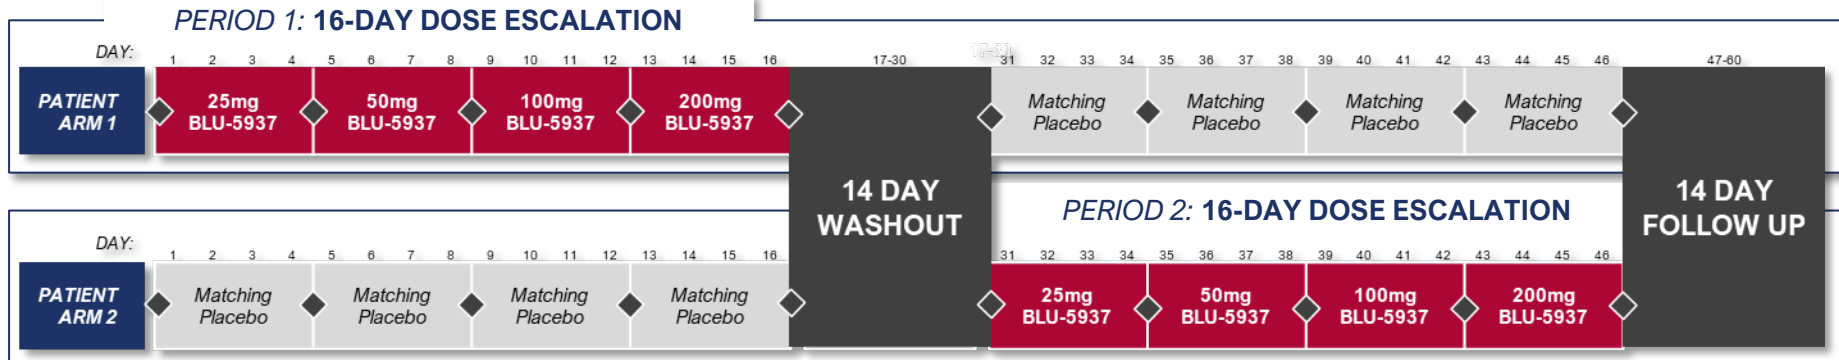 PERIOD 1: 16-DAY DOSE ESCALATION
DAY: 1 2 3 4 5 6 7 8 9 10 11 12 13 14 15 16 17-30 17-30 31 32 33 34 35 36 37 38 39 40 41 42 43 44 45 46 47-60
PATIENT
ARM 1
25mg
BLU-5937
50mg
BLU-5937
100mg
BLU-5937
200mg
BLU-5937
Matching
Placebo
Matching
Placebo
Matching
Placebo
Matching
Placebo
14 DAY
WASHOUT
14 DAY
FOLLOW UP
PERIOD 2: 16-DAY DOSE ESCALATION
DAY: 1 2 3 4 5 6 7 8 9 10 11 12 13 14 15 16 31 32 33 34 35 36 37 38 39 40 41 42 43 44 45 46
PATIENT
ARM 2
Matching
Placebo
Matching
Placebo
Matching
Placebo
Matching
Placebo
25mg
BLU-5937
50mg
BLU-5937
100mg
BLU-5937
200mg
BLU-5937